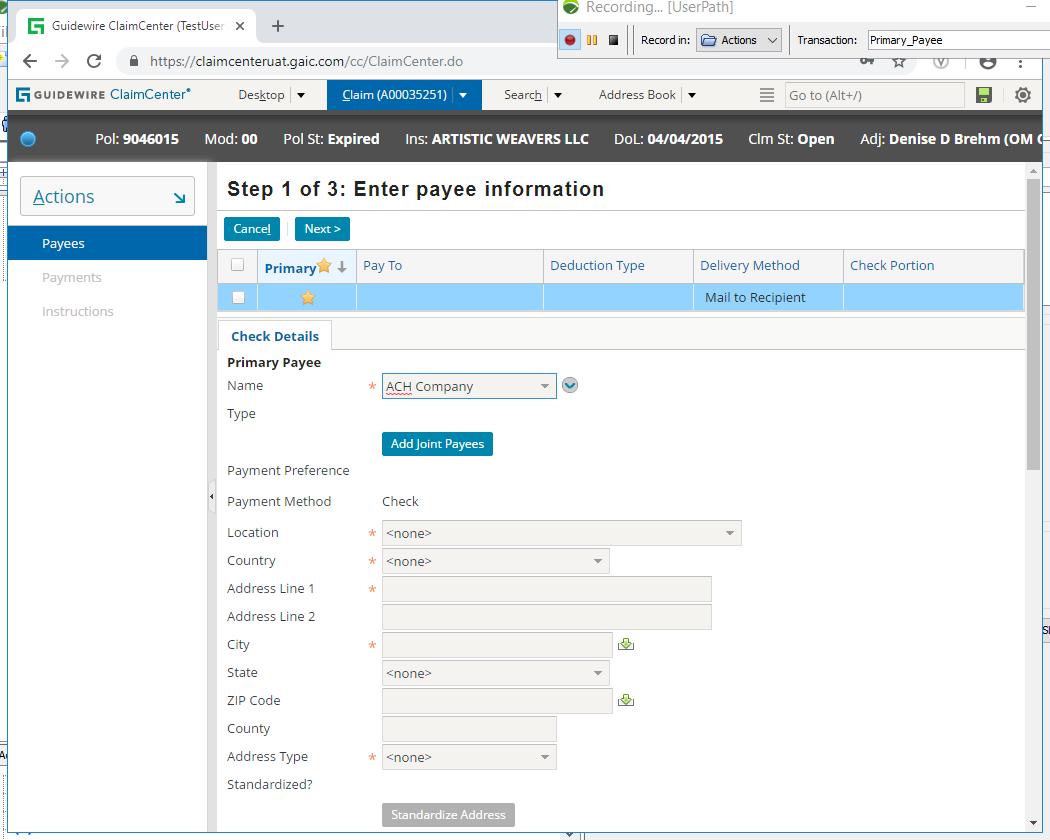 Recording... [UserPath]
Guidewire ClaimCenter (TestUser
Record in: Actions Transaction: Primary_Payee
https://claimcenteruat.gaic.com/cc/ClaimCenter.do
GUIDEWIRE ClaimCenter® Desktop Claim (A00035251) Search Address Book Go to (Alt+/)
Pol: 9046015 Mod: 00 Pol St: Expired Ins: ARTISTIC WEAVERS LLC DoL: 04/04/2015 Clm St: Open Adj: Denise D Brehm (OM
Actions
Payees
Payments
Instructions
Step 1 of 3: Enter payee information
Cancel Next >
Primary Pay To Deduction Type Delivery Method Check Portion
Mail to Recipient
Check Details
Primary Payee
Name * ACH Company
Type
Add Joint Payees
Payment Preference
Payment Method Check
Location * <none>
Country * <none>
Address Line 1 *
Address Line 2
City *
State <none>
ZIP Code
County
Address Type * <none>
Standardized?
Standardize Address